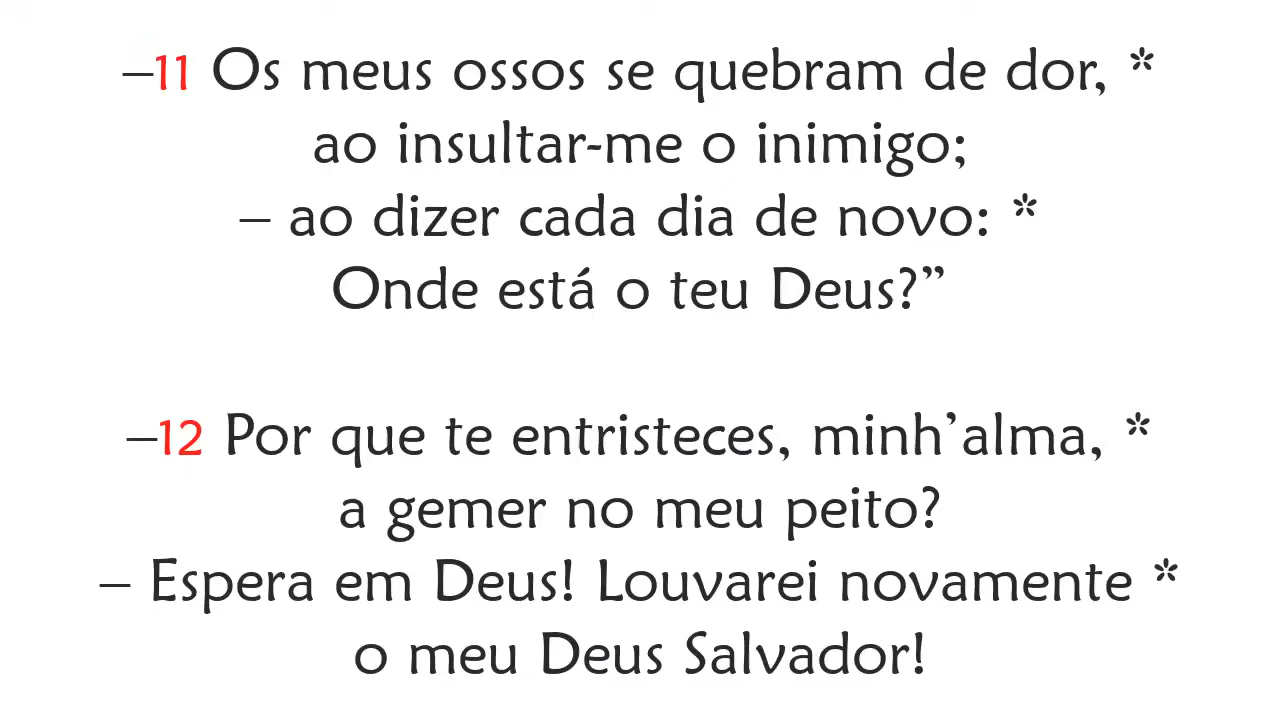 –11 Os meus ossos se quebram de dor, *
ao insultar-me o inimigo;
– ao dizer cada dia de novo: *
Onde está o teu Deus?”
–12 Por que te entristeces, minh’alma, *
a gemer no meu peito?
– Espera em Deus! Louvarei novamente *
o meu Deus Salvador!